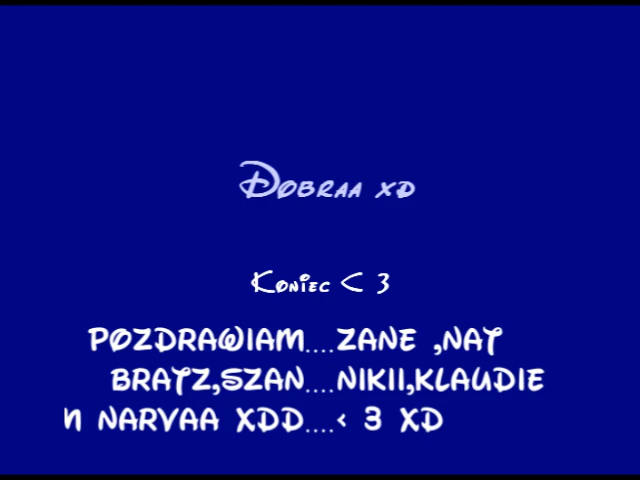 Dobraa xd
Koniec < 3
POZDRAWIAM....ZANE ,NAT
BRATZ,SZAN....NIKII,KLAUDIE
NARVAA XDD....< 3 XD